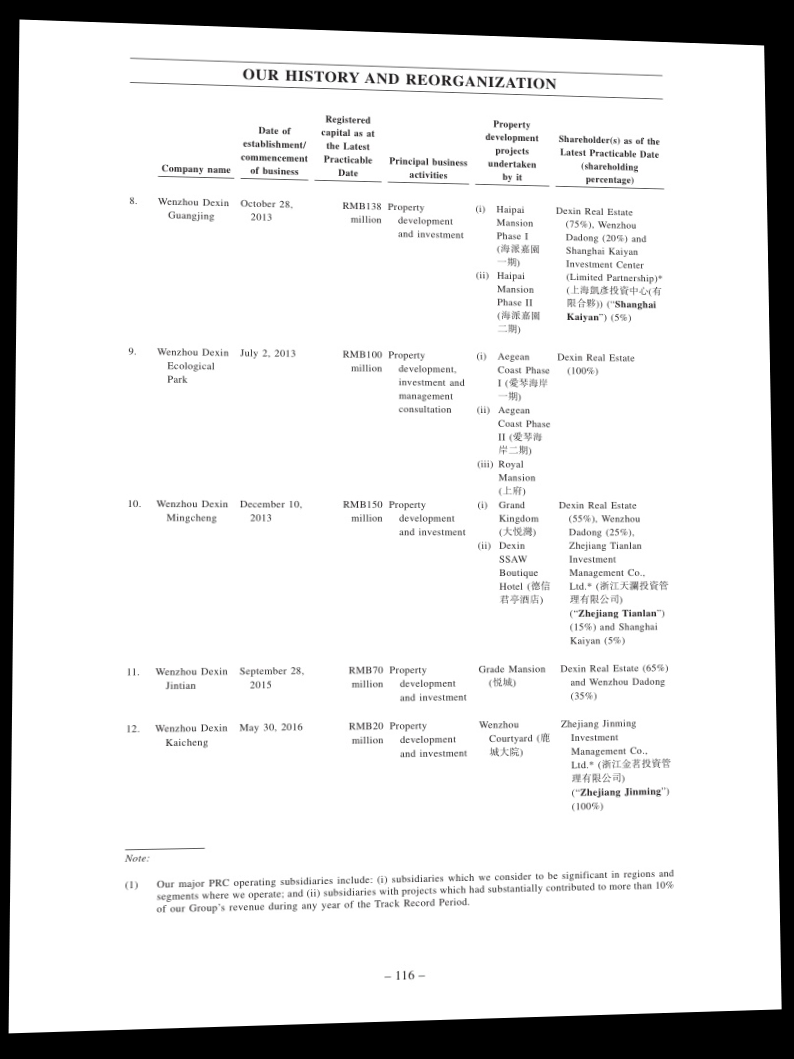 OUR HISTORY AND REORGANIZATION
Company name
Date of
establishment/
commencement
of business
Registered
capital as at
the Latest
Practicable
Date
Principal business
activities
Property
development
projects
undertaken
by it
Shareholder(s) as of the
Latest Practicable Date
(shareholding
percentage)
8.
Wenzhou Dexin
Guangjing
October 28,
2013
RMB138
million
Property
development
and investment
(i) Haipai
Mansion
Phase I
(海派嘉園
一期)
(ii) Haipai
Mansion
Phase II
(海派嘉園
二期)
Dexin Real Estate
(75%), Wenzhou
Dadong (20%) and
Shanghai Kaiyan
Investment Center
(Limited Partnership)*
(上海凱彥投資中心(有
限合夥)) (“Shanghai
Kaiyan”) (5%)
9.
Wenzhou Dexin
Ecological
Park
July 2, 2013
RMB100
million
Property
development,
investment and
management
consultation
(i) Aegean
Coast Phase
I (愛琴海岸
一期)
(ii) Aegean
Coast Phase
II (愛琴海
岸二期)
(iii) Royal
Mansion
(上府)
Dexin Real Estate
(100%)
10.
Wenzhou Dexin
Mingcheng
December 10,
2013
RMB150
million
Property
development
and investment
(i) Grand
Kingdom
(大悅灣)
(ii) Dexin
SSAW
Boutique
Hotel (德信
君亭酒店)
Dexin Real Estate
(55%), Wenzhou
Dadong (25%),
Zhejiang Tianlan
Investment
Management Co.,
Ltd.* (浙江天瀾投資管
理有限公司)
(“Zhejiang Tianlan”)
(15%) and Shanghai
Kaiyan (5%)
11.
Wenzhou Dexin
Jintian
September 28,
2015
RMB70
million
Property
development
and investment
Grade Mansion
(悅城)
Dexin Real Estate (65%)
and Wenzhou Dadong
(35%)
12.
Wenzhou Dexin
Kaicheng
May 30, 2016
RMB20
million
Property
development
and investment
Wenzhou
Courtyard (鹿
城大院)
Zhejiang Jinming
Investment
Management Co.,
Ltd.* (浙江金茗投資管
理有限公司)
(“Zhejiang Jinming”)
(100%)
Note:
(1) Our major PRC operating subsidiaries include: (i) subsidiaries which we consider to be significant in regions and
segments where we operate; and (ii) subsidiaries with projects which had substantially contributed to more than 10%
of our Group's revenue during any year of the Track Record Period.
– 116 –